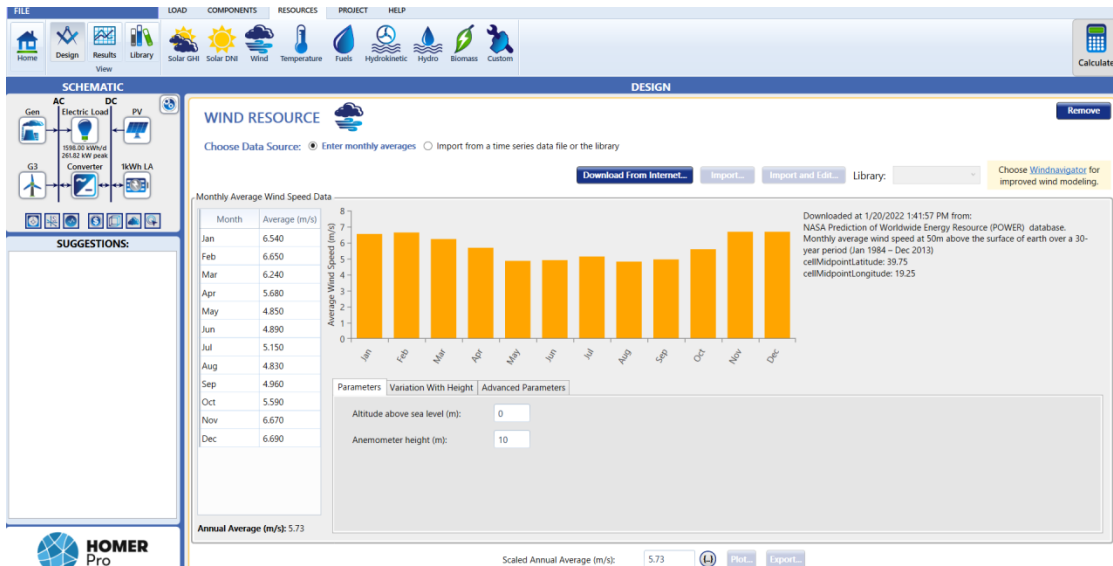 FILE LOAD COMPONENTS RESOURCES PROJECT HELP
Home Design Results Library Solar GHI Solar DNI Wind Temperature Fuels Hydrokinetic Hydro Biomass Custom Calculate
View
SCHEMATIC
DESIGN
AC DC
Gen Electric Load PV
1598.00 kWh/d
261.82 kW peak
G3 Converter 1kWh LA
SUGGESTIONS:
HOMER
Pro
WIND RESOURCE
Remove
Choose Data Source: Enter monthly averages Import from a time series data file or the library
Download From Internet... Import... Import and Edit... Library:
Choose Windnavigator for
improved wind modeling.
Monthly Average Wind Speed Data
Month Average (m/s)
Jan 6.540
Feb 6.650
Mar 6.240
Apr 5.680
May 4.850
Jun 4.890
Jul 5.150
Aug 4.830
Sep 4.960
Oct 5.590
Nov 6.670
Dec 6.690
Annual Average (m/s): 5.73
Average Wind Speed (m/s)
8
7
6
5
4
3
2
1
0
Jan Feb Mar Apr May Jun Jul Aug Sep Oct Nov Dec
Downloaded at 1/20/2022 1:41:57 PM from:
NASA Prediction of Worldwide Energy Resource (POWER) database.
Monthly average wind speed at 50m above the surface of earth over a 30-
year period (Jan 1984 – Dec 2013)
cellMidpointLatitude: 39.75
cellMidpointLongitude: 19.25
Parameters Variation With Height Advanced Parameters
Altitude above sea level (m): 0
Anemometer height (m): 10
Scaled Annual Average (m/s): 5.73 (..) Plot... Export...